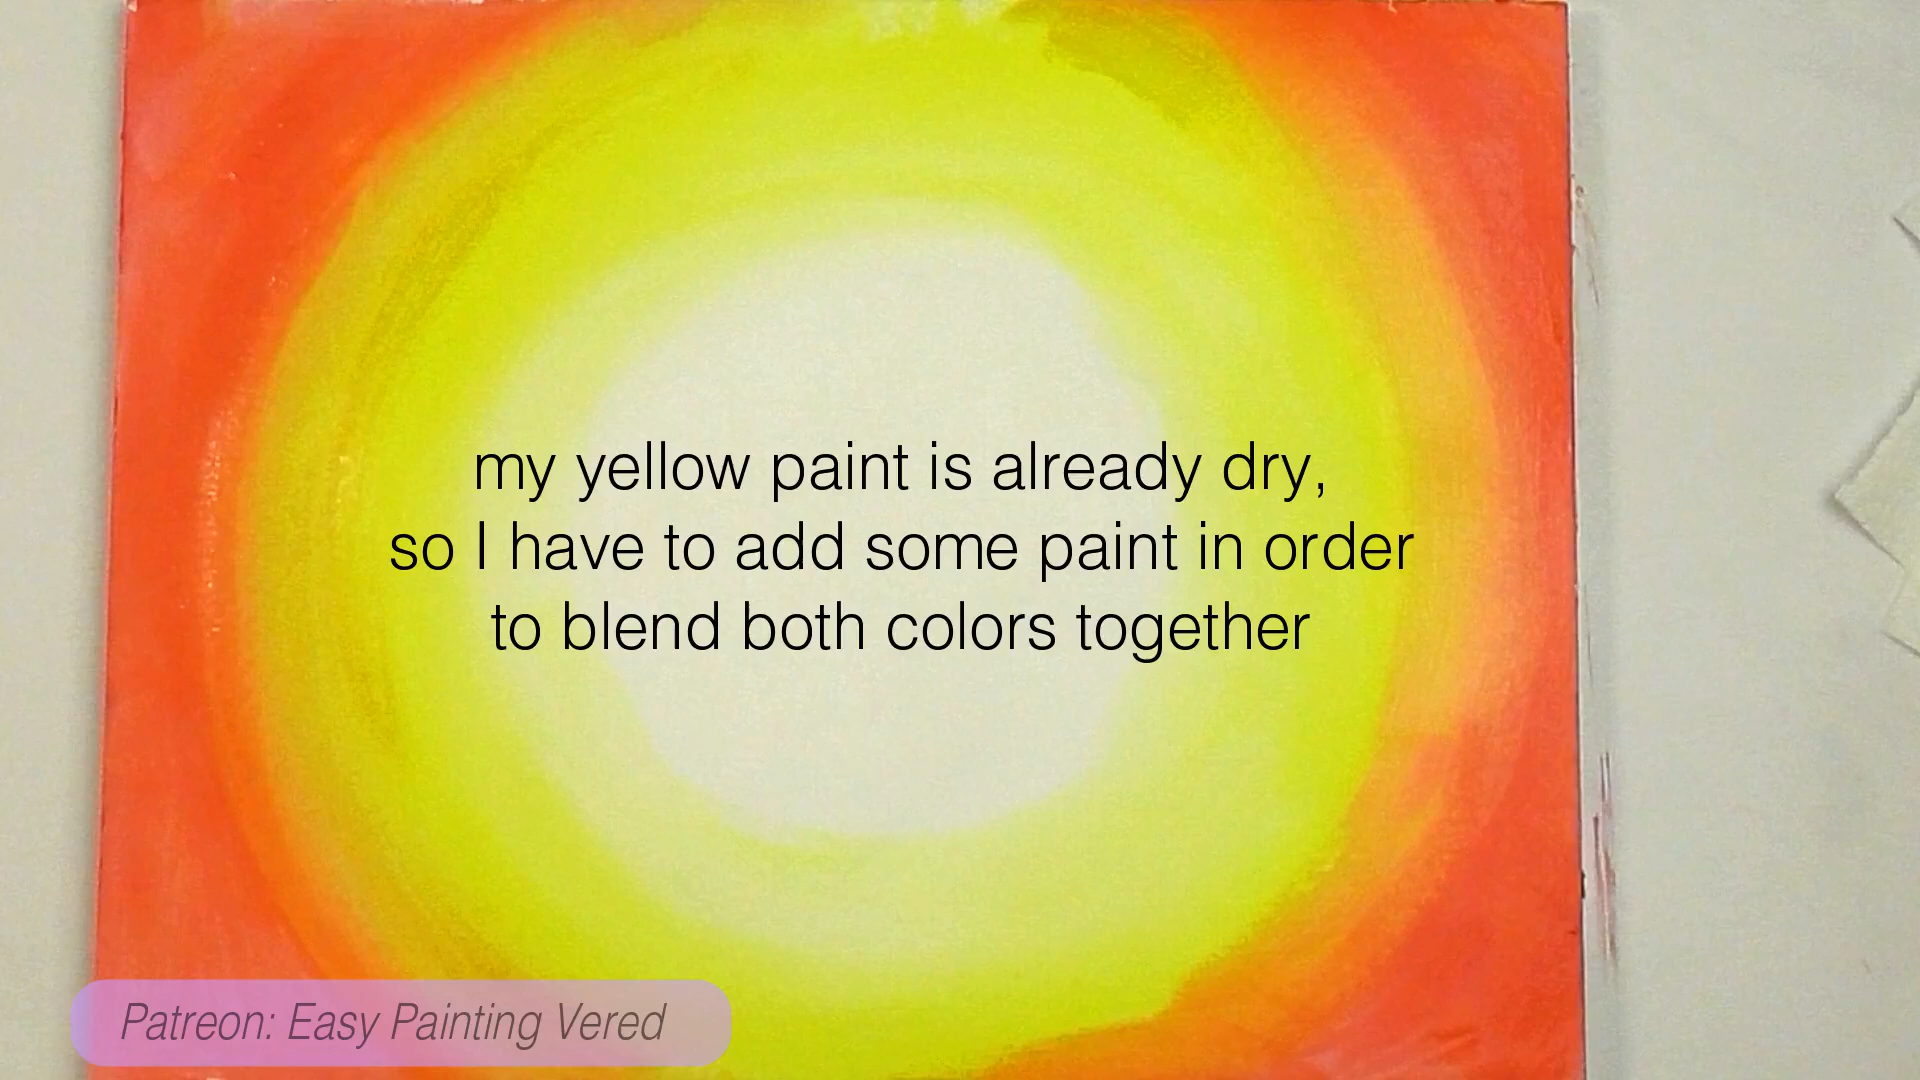 my yellow paint is already dry,
so I have to add some paint in order
to blend both colors together
Patreon: Easy Painting Vered